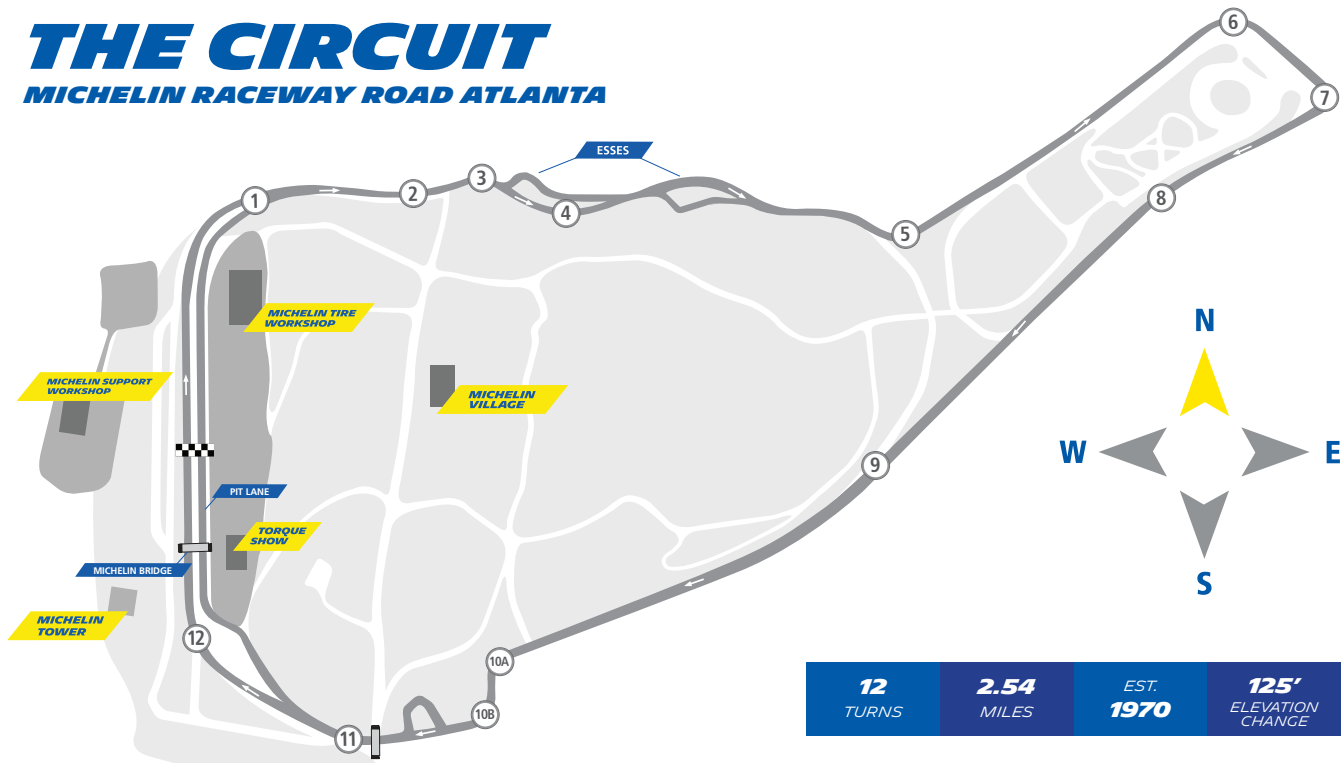 THE CIRCUIT
MICHELIN RACEWAY ROAD ATLANTA
6
7
ESSES
3
1
2
4
8
5
MICHELIN TIRE
WORKSHOP
N
MICHELIN SUPPORT
WORKSHOP
MICHELIN
VILLAGE
W
E
9
PIT LANE
TORQUE
SHOW
MICHELIN BRIDGE
S
MICHELIN
TOWER
12
10A
10B
11
12
TURNS
2.54
MILES
EST.
1970
125'
ELEVATION
CHANGE